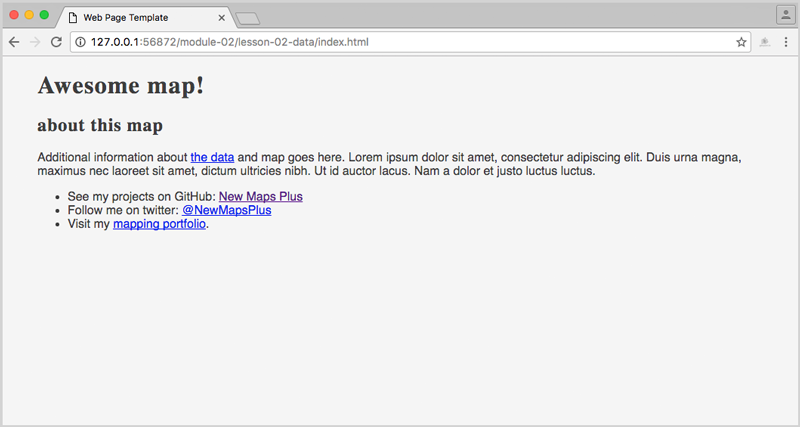 Web Page Template
127.0.0.1:56872/module-02/lesson-02-data/index.html
Awesome map!
about this map
Additional information about the data and map goes here. Lorem ipsum dolor sit amet, consectetur adipiscing elit. Duis urna magna,
maximus nec laoreet sit amet, dictum ultricies nibh. Ut id auctor lacus. Nam a dolor et justo luctus luctus.
• See my projects on GitHub: New Maps Plus
• Follow me on twitter: @NewMapsPlus
• Visit my mapping portfolio.